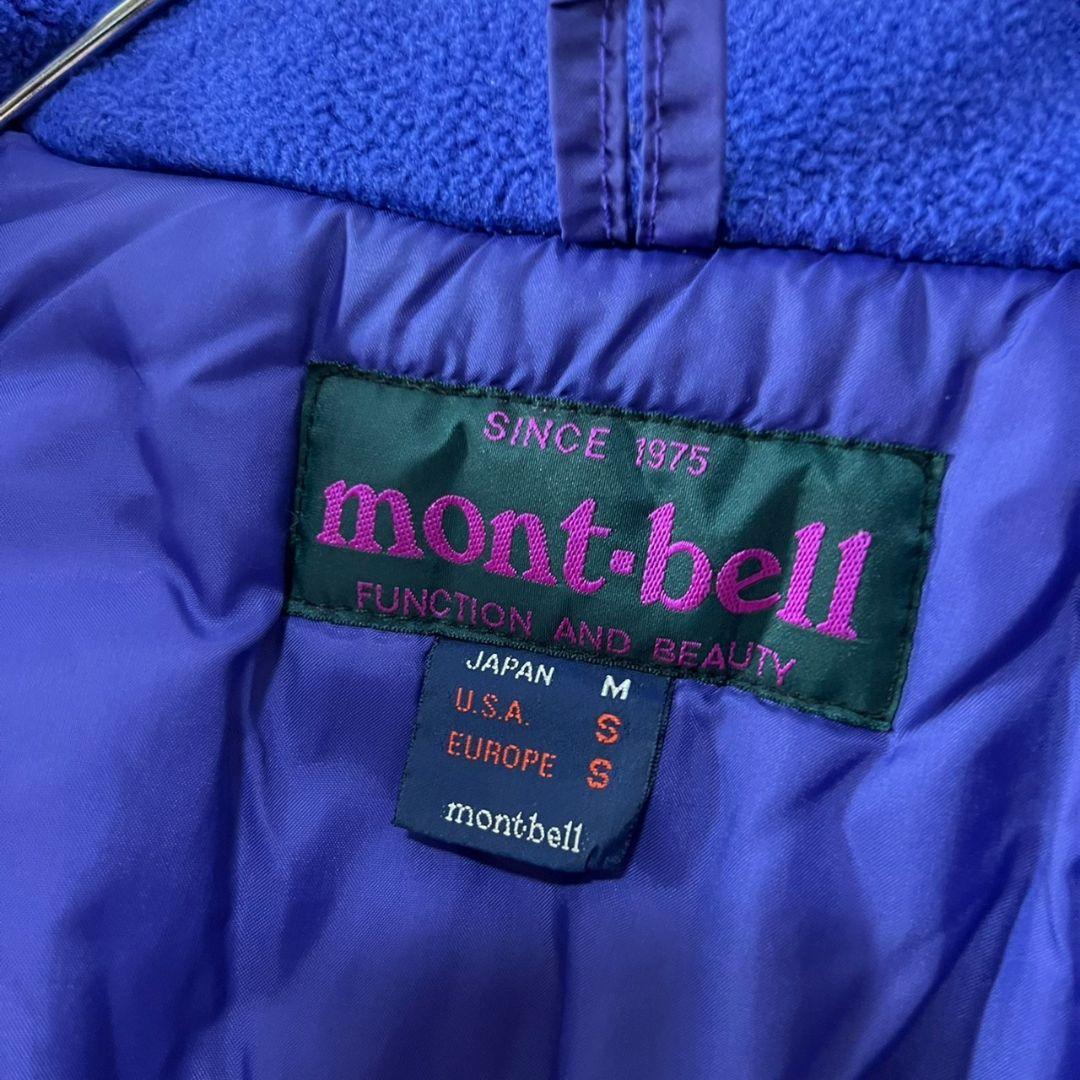 SINCE 1975
mont-bell
FUNCTION AND BEAUTY
JAPAN M
U.S.A. S
EUROPE S
mont-bell